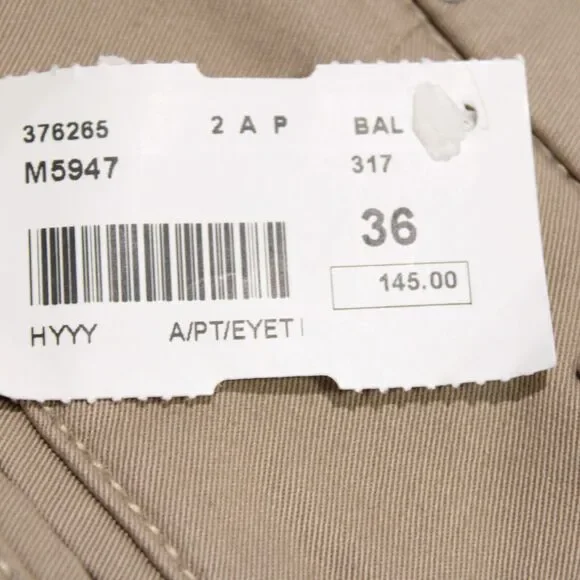 376265 2 A P BAL
M5947 317
36
145.00
HYYY A/PT/EYET